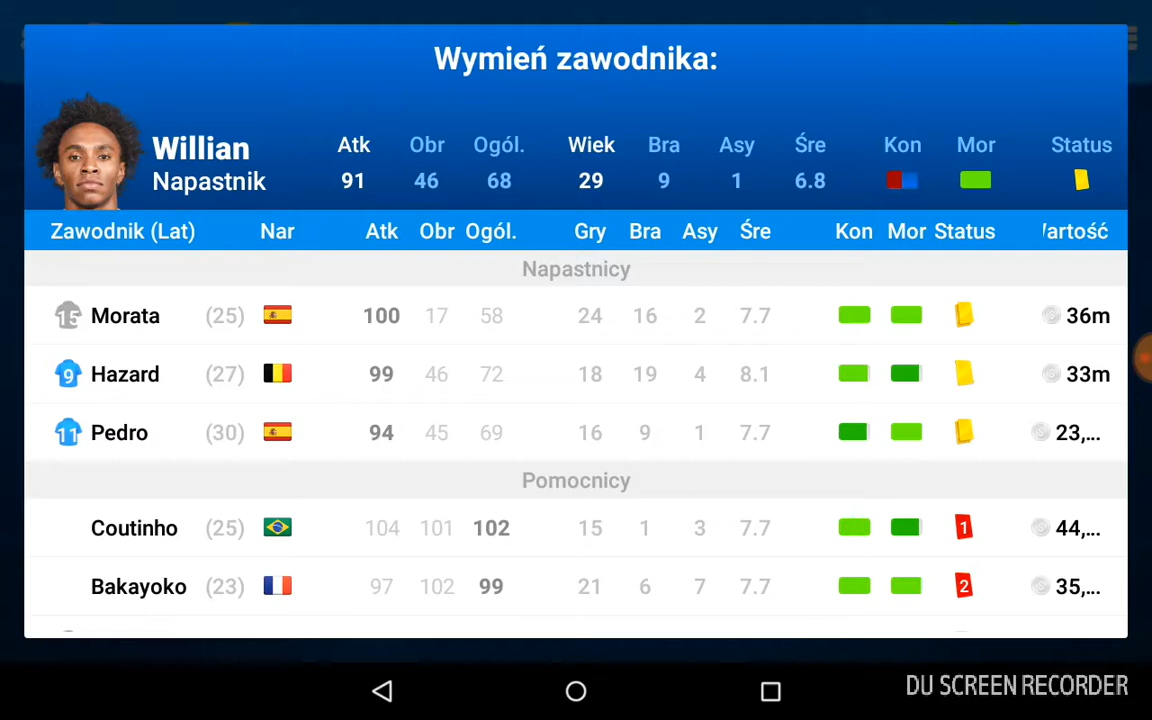 Wymień zawodnika:
Willian Atk Obr Ogól. Wiek Bra Asy Śre Kon Mor Status
Napastnik 91 46 68 29 9 1 6.8
Zawodnik (Lat) Nar Atk Obr Ogól. Gry Bra Asy Śre Kon Mor Status artość
Napastnicy
15 Morata (25) 100 17 58 24 16 2 7.7 36m
9 Hazard (27) 99 46 72 18 19 4 8.1 33m
11 Pedro (30) 94 45 69 16 9 1 7.7 23,...
Pomocnicy
Coutinho (25) 104 101 102 15 1 3 7.7 1 44,...
Bakayoko (23) 97 102 99 21 6 7 7.7 2 35,...
DU SCREEN RECORDER